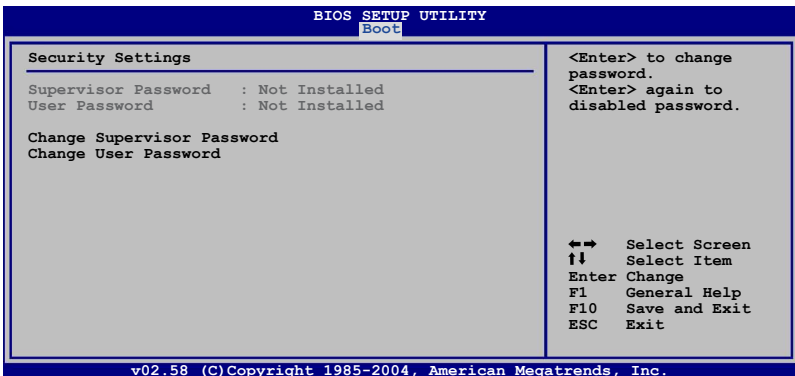 BIOS SETUP UTILITY
Boot
Security Settings
Supervisor Password : Not Installed
User Password : Not Installed
Change Supervisor Password
Change User Password
<Enter> to change
password.
<Enter> again to
disabled password.
←→ Select Screen
↑↓ Select Item
Enter Change
F1 General Help
F10 Save and Exit
ESC Exit
v02.58 (C)Copyright 1985-2004, American Megatrends, Inc.